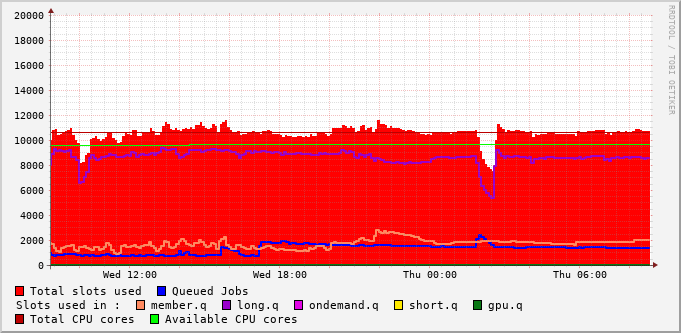 20000
18000
16000
14000
12000
10000
8000
6000
4000
2000
0
Wed 12:00 Wed 18:00 Thu 00:00 Thu 06:00
RRDTOOL / TOBI OETIKER
Total slots used Queued Jobs
Slots used in : member.q long.q ondemand.q short.q gpu.q
Total CPU cores Available CPU cores